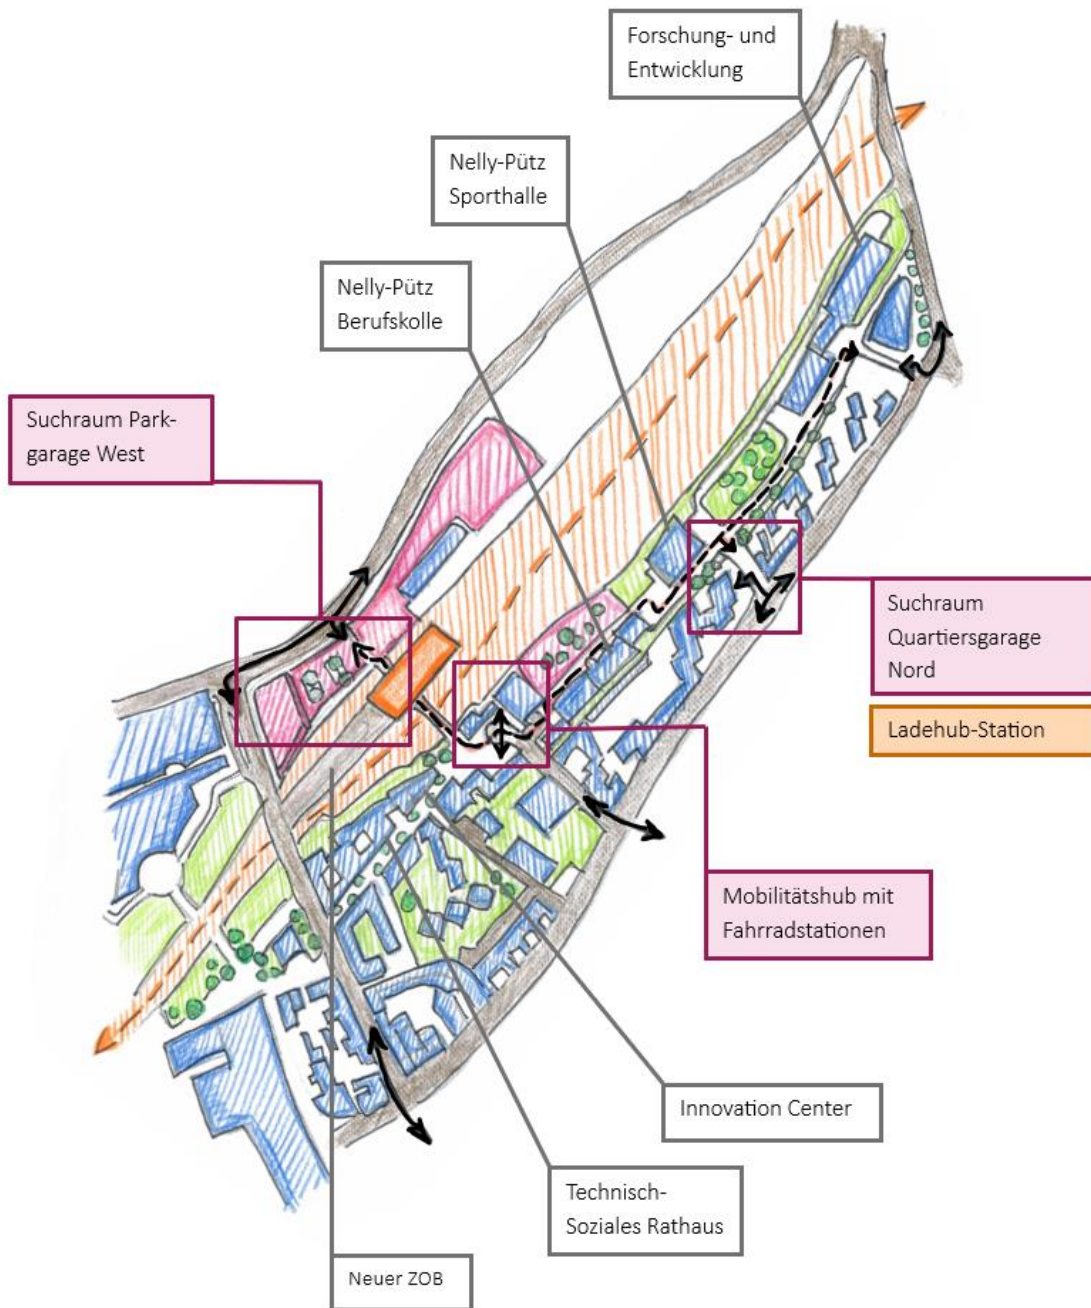 Forschung- und
Entwicklung
Nelly-Pütz
Sporthalle
Nelly-Pütz
Berufskolle
Suchraum Park-
garage West
Suchraum
Quartiersgarage
Nord
Ladehub-Station
Mobilitätshub mit
Fahrradstationen
Innovation Center
Technisch-
Soziales Rathaus
Neuer ZOB